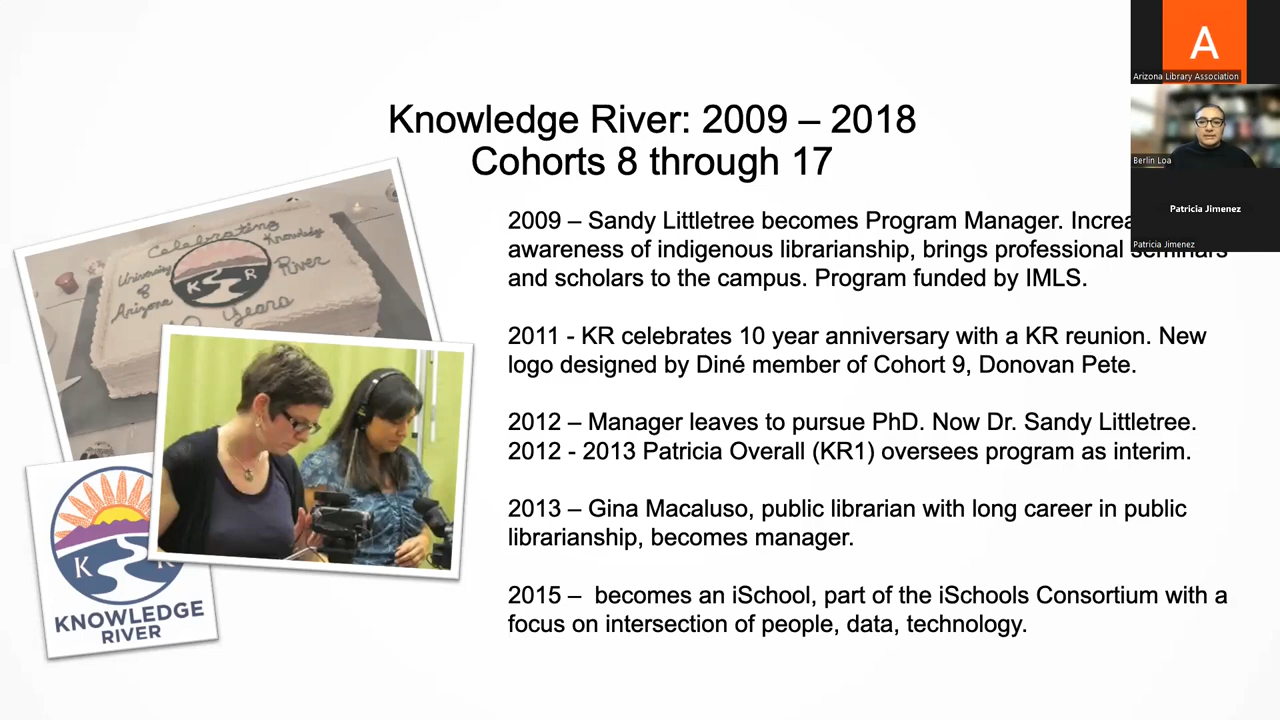 Knowledge River: 2009 – 2018
Cohorts 8 through 17
2009 – Sandy Littletree becomes Program Manager. Increa
awareness of indigenous librarianship, brings professional seminars
and scholars to the campus. Program funded by IMLS.
2011 - KR celebrates 10 year anniversary with a KR reunion. New
logo designed by Diné member of Cohort 9, Donovan Pete.
2012 – Manager leaves to pursue PhD. Now Dr. Sandy Littletree.
2012 - 2013 Patricia Overall (KR1) oversees program as interim.
2013 – Gina Macaluso, public librarian with long career in public
librarianship, becomes manager.
2015 –  becomes an iSchool, part of the iSchools Consortium with a
focus on intersection of people, data, technology.
Celebrating
Knowledge
University
of
Arizona
K R
River
Years
K R
KNOWLEDGE
RIVER
A
Arizona Library Association
Berlin Loa
Patricia Jimenez
Patricia Jimenez